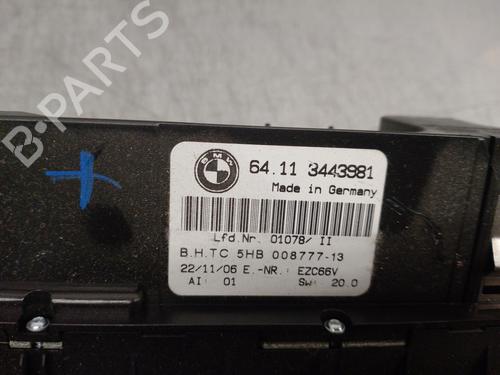 B-PARTS
BMW
64.11 3443981
Made in Germany
Lfd.Nr. 01078/ II
B.H.TC 5HB 008777-13
22/11/06 E.-NR.: EZC66V
AI: 01 SW: 20.0